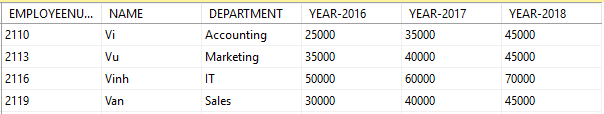 EMPLOYEENU... NAME DEPARTMENT YEAR-2016 YEAR-2017 YEAR-2018
2110 Vi Accounting 25000 35000 45000
2113 Vu Marketing 35000 40000 45000
2116 Vinh IT 50000 60000 70000
2119 Van Sales 30000 40000 45000